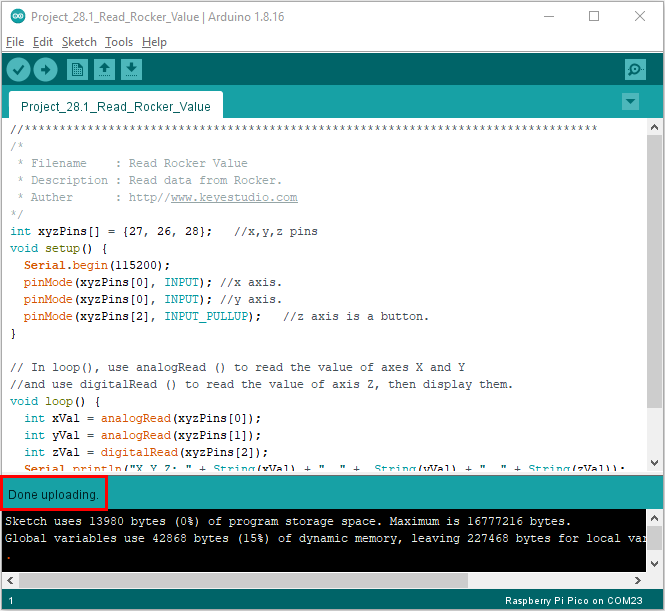 Project_28.1_Read_Rocker_Value | Arduino 1.8.16
File Edit Sketch Tools Help
Project_28.1_Read_Rocker_Value
//**********************************************************************************
/*
 * Filename    : Read Rocker Value
 * Description : Read data from Rocker.
 * Auther      : http//www.keyestudio.com
*/
int xyzPins[] = {27, 26, 28};   //x,y,z pins
void setup() {
  Serial.begin(115200);
  pinMode(xyzPins[0], INPUT); //x axis.
  pinMode(xyzPins[0], INPUT); //y axis.
  pinMode(xyzPins[2], INPUT_PULLUP);   //z axis is a button.
}
// In loop(), use analogRead () to read the value of axes X and Y
//and use digitalRead () to read the value of axis Z, then display them.
void loop() {
  int xVal = analogRead(xyzPins[0]);
  int yVal = analogRead(xyzPins[1]);
  int zVal = digitalRead(xyzPins[2]);
  Serial.println("X,Y,Z: " + String(xVal) + ", " +  String(yVal) + ", " + String(zVal));
Done uploading.
Sketch uses 13980 bytes (0%) of program storage space. Maximum is 16777216 bytes.
Global variables use 42868 bytes (15%) of dynamic memory, leaving 227468 bytes for local var
.
1
Raspberry Pi Pico on COM23